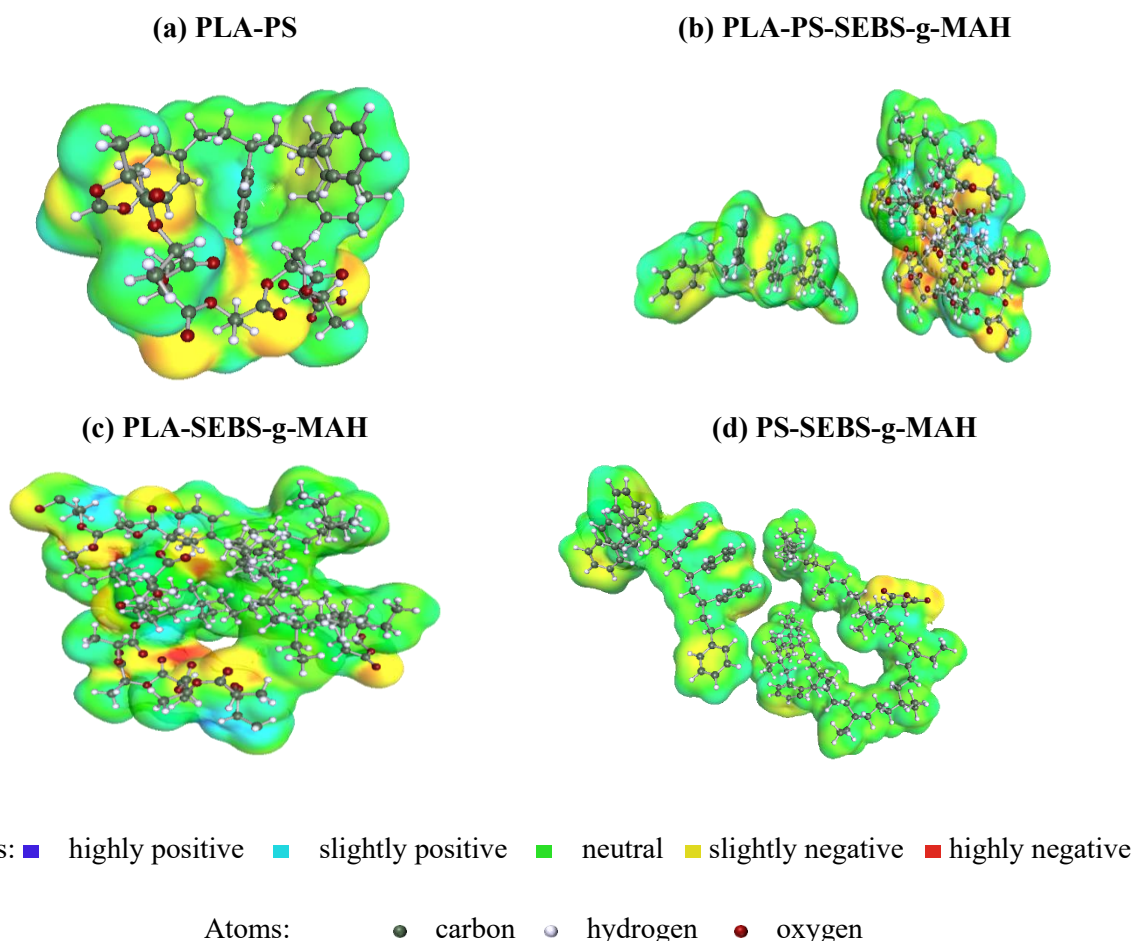 (a) PLA-PS
(b) PLA-PS-SEBS-g-MAH
(c) PLA-SEBS-g-MAH
(d) PS-SEBS-g-MAH
s: highly positive slightly positive neutral slightly negative highly negative
Atoms: carbon hydrogen oxygen